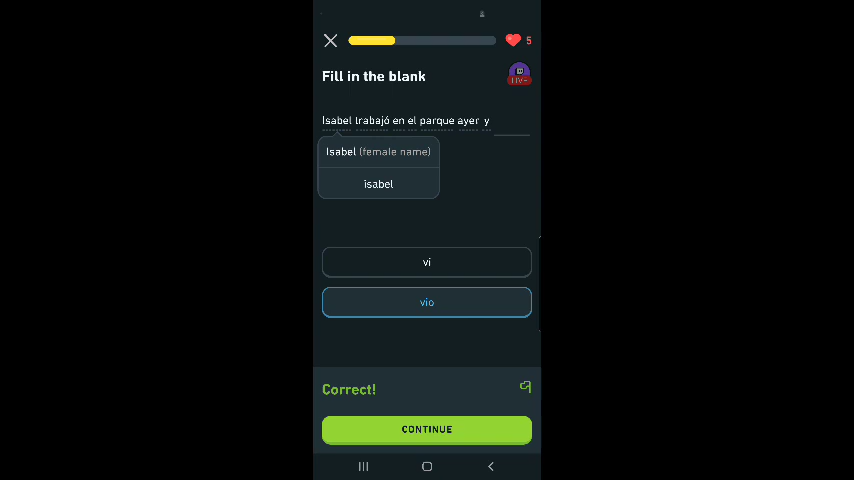 5
Fill in the blank
LIVE
Isabel trabajó en el parque ayer y
Isabel (female name)
isabel
vi
vio
Correct!
CONTINUE